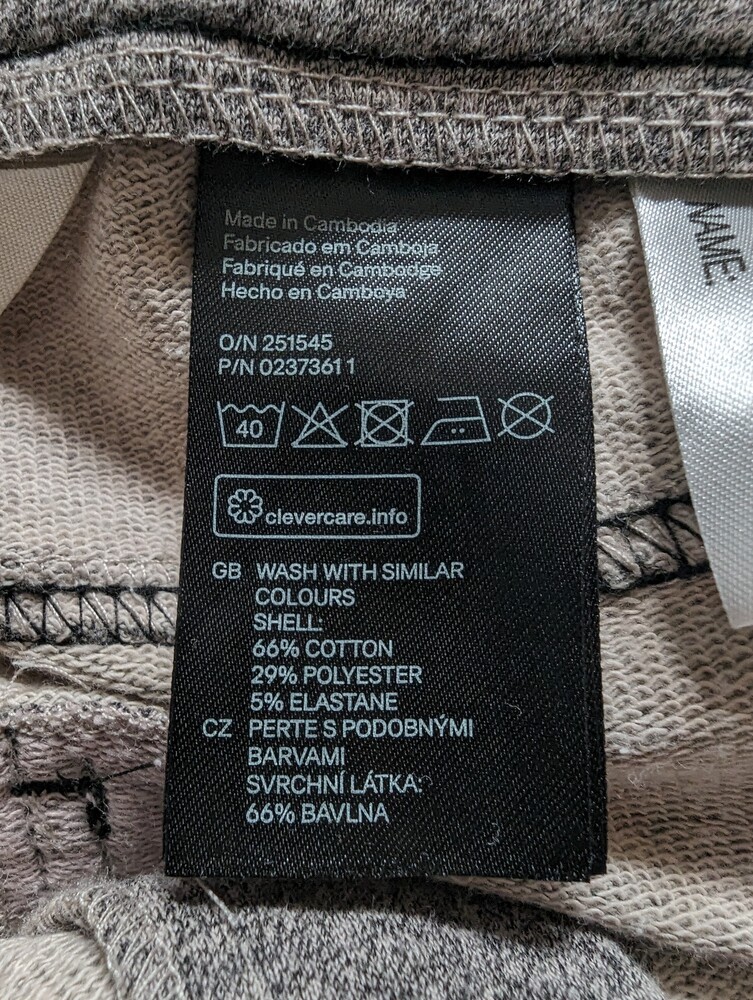 Made in Cambodia
Fabricado em Camboja
Fabriqué en Cambodge
Hecho en Camboya
O/N 251545
P/N 02373611
40
clevercare.info
GB WASH WITH SIMILAR
COLOURS
SHELL:
66% COTTON
29% POLYESTER
5% ELASTANE
CZ PERTE S PODOBNÝMI
BARVAMI
SVRCHNÍ LÁTKA:
66% BAVLNA
NAME